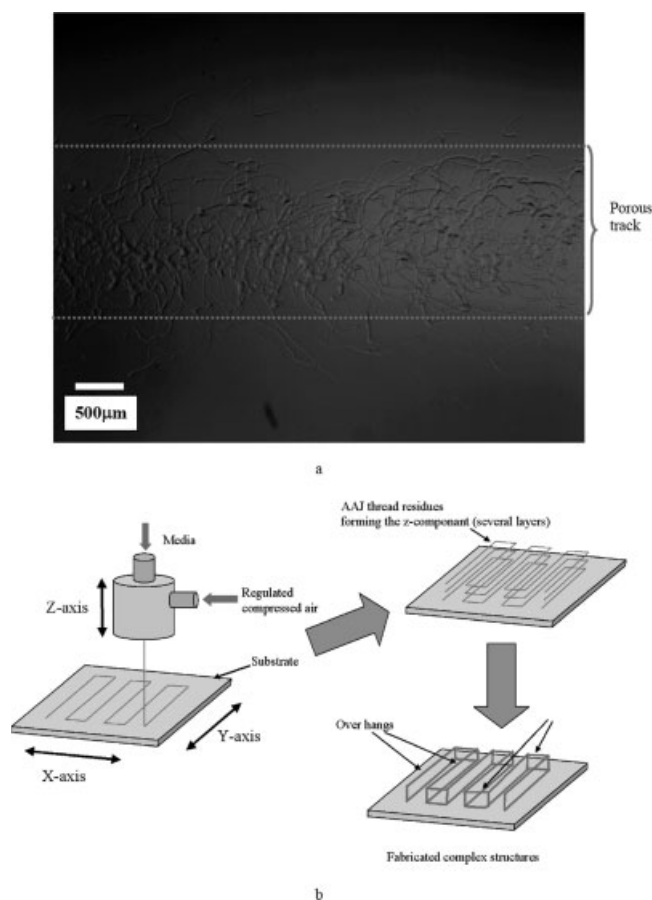 Porous
track
500µm
a
AAJ thread residues
forming the z-componant (several layers)
Media
Z-axis
Regulated
compressed air
Substrate
Y-axis
X-axis
Over hangs
Fabricated complex structures
b